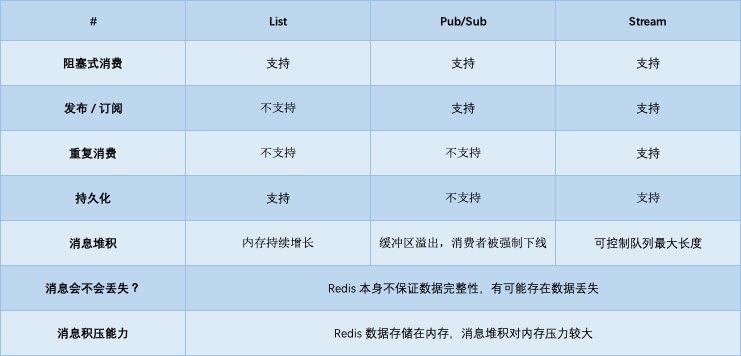 # List Pub/Sub Stream
阻塞式消费 支持 支持 支持
发布 / 订阅 不支持 支持 支持
重复消费 不支持 不支持 支持
持久化 支持 不支持 支持
消息堆积 内存持续增长 缓冲区溢出，消费者被强制下线 可控制队列最大长度
消息会不会丢失？ Redis 本身不保证数据完整性，有可能存在数据丢失
消息积压能力 Redis 数据存储在内存，消息堆积对内存压力较大